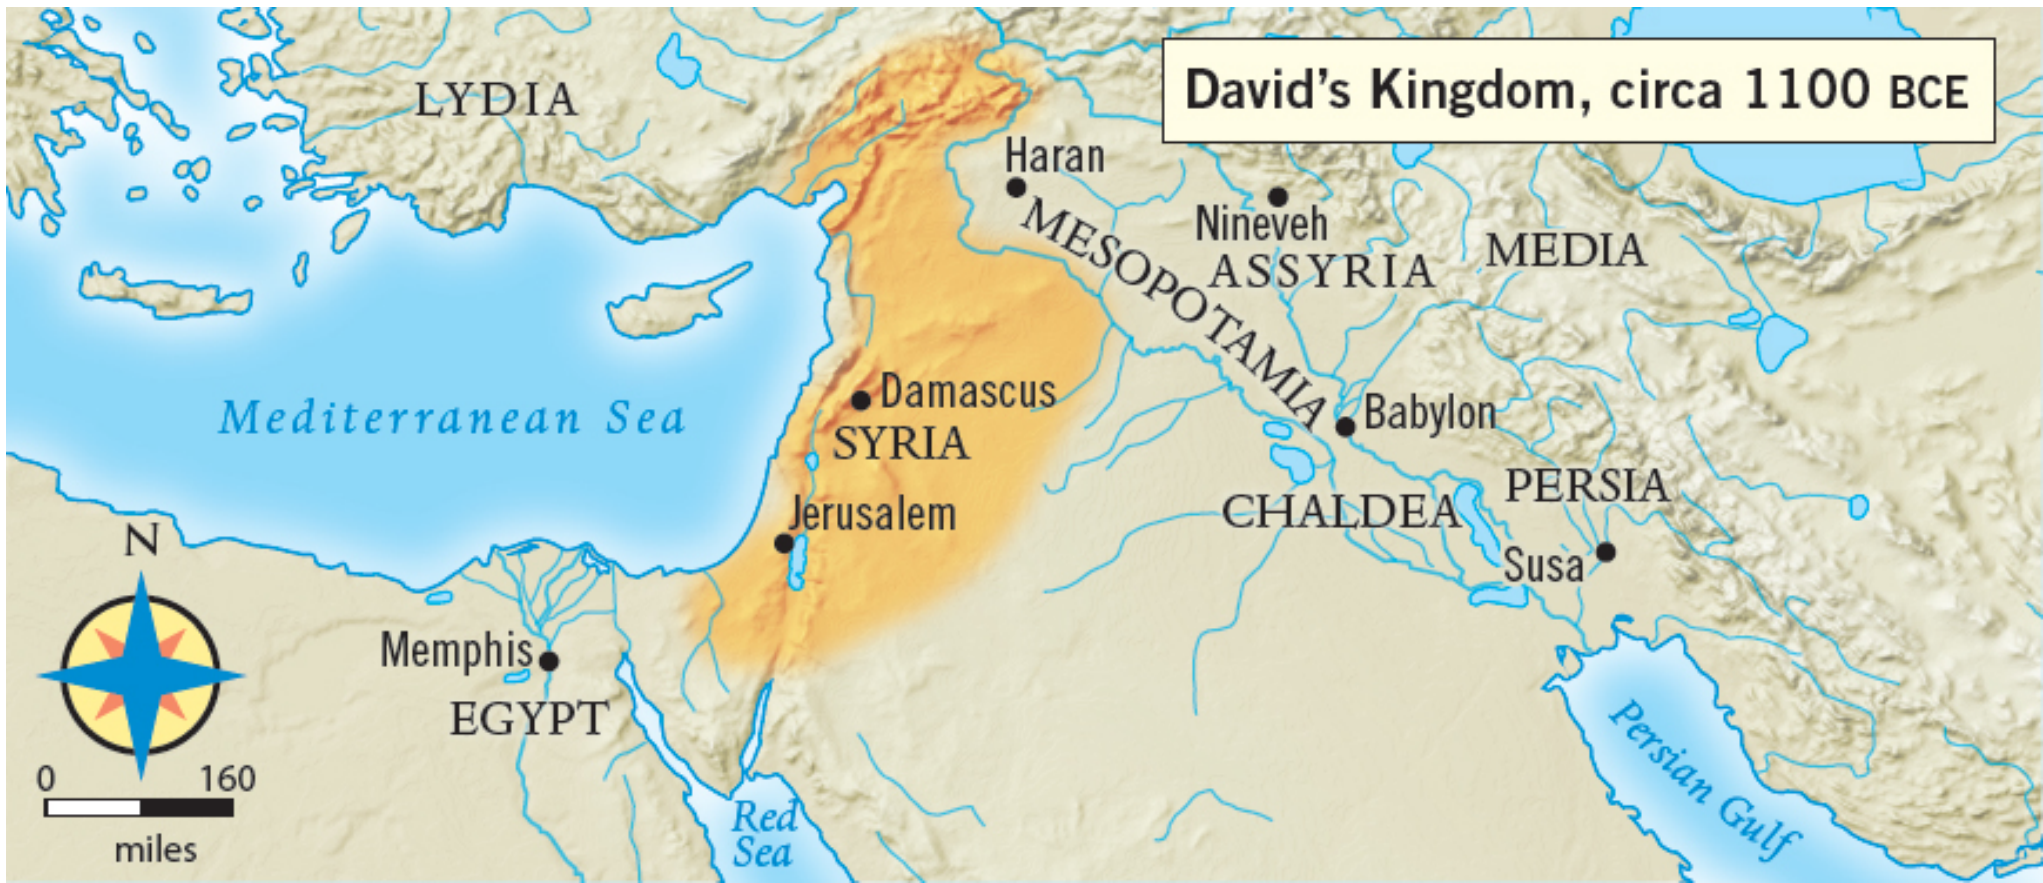 David's Kingdom, circa 1100 BCE
LYDIA
Haran
MESOPOTAMIA
Nineveh
ASSYRIA
MEDIA
Mediterranean Sea
Damascus
SYRIA
Babylon
Jerusalem
CHALDEA
PERSIA
Susa
N
Memphis
EGYPT
0 160
miles
Red
Sea
Persian Gulf